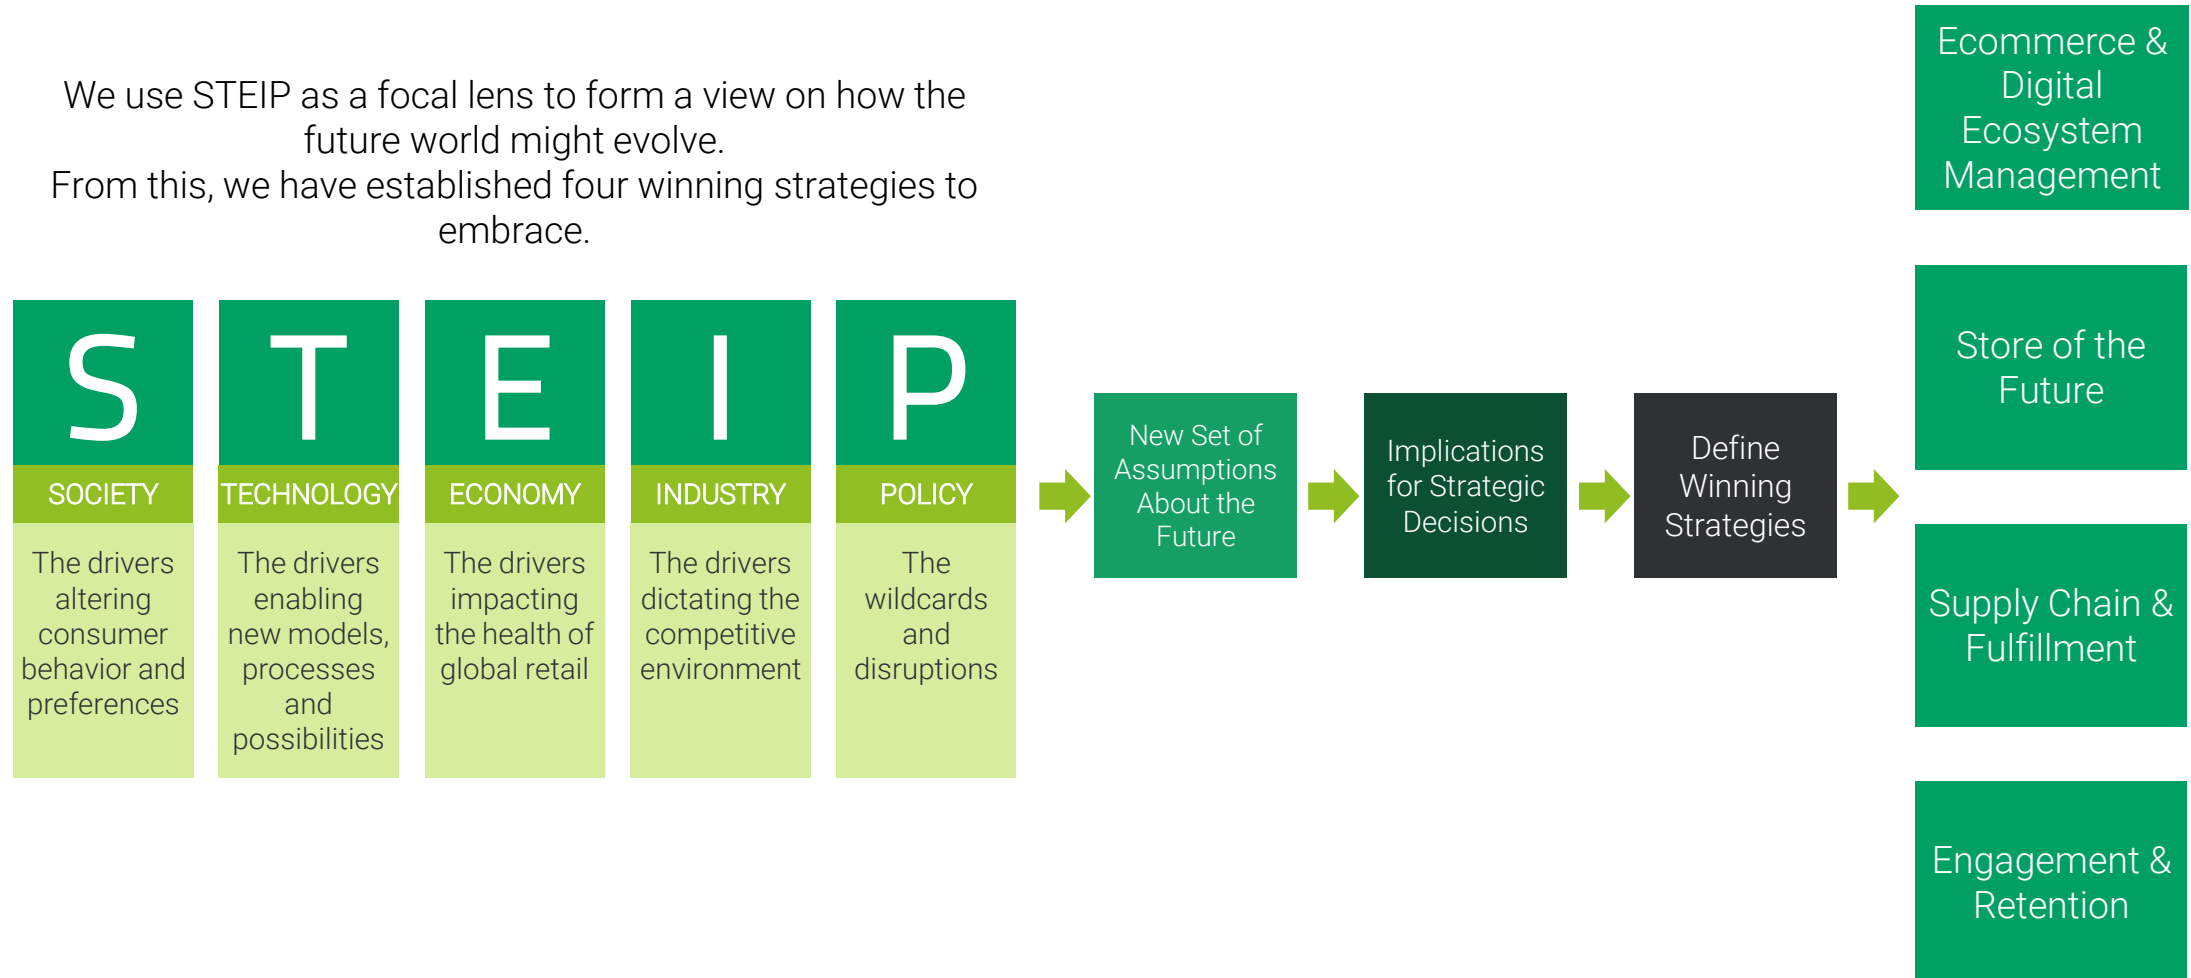 We use STEIP as a focal lens to form a view on how the
future world might evolve.
From this, we have established four winning strategies to
embrace.
S
SOCIETY
The drivers
altering
consumer
behavior and
preferences
T
TECHNOLOGY
The drivers
enabling
new models,
processes
and
possibilities
E
ECONOMY
The drivers
impacting
the health of
global retail
I
INDUSTRY
The drivers
dictating the
competitive
environment
P
POLICY
The
wildcards
and
disruptions
New Set of
Assumptions
About the
Future
Implications
for Strategic
Decisions
Define
Winning
Strategies
Ecommerce &
Digital
Ecosystem
Management
Store of the
Future
Supply Chain &
Fulfillment
Engagement &
Retention